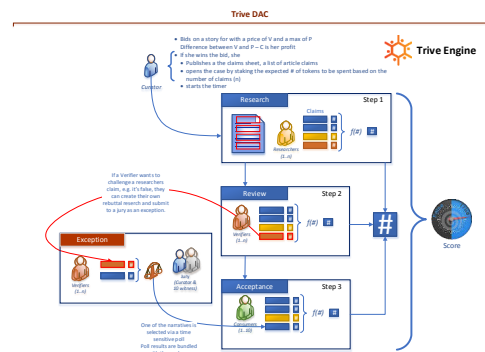 Trive DAC
• Bids on a story for with a price of V and a max of P
Difference between V and P – C is her profit
• If she wins the bid, she
• Publishes a the claims sheet, a list of article claims
• opens the case by staking the expected # of tokens to be spent based on the
number of claims (n)
• starts the timer
Curator
Trive Engine
Research
Step 1
Claims
#
#
#
#
f(#)
#
Researchers
(1..n)
If a Verifier wants to
challenge a researchers
claim, e.g. it's false, they
can create their own
rebuttal reserch and submit
to a jury as an exception.
Review
Step 2
#
#
#
#
f(#)
#
Verifiers
(1..n)
#
Score
Exception
#
#
Verifiers
(1..n)
Jury
(Curator &
10 witness)
Acceptance
Step 3
#
#
#
#
f(#)
#
Consumers
One of the narratives is
selected via a time
sensitive poll
Poll results are bundled